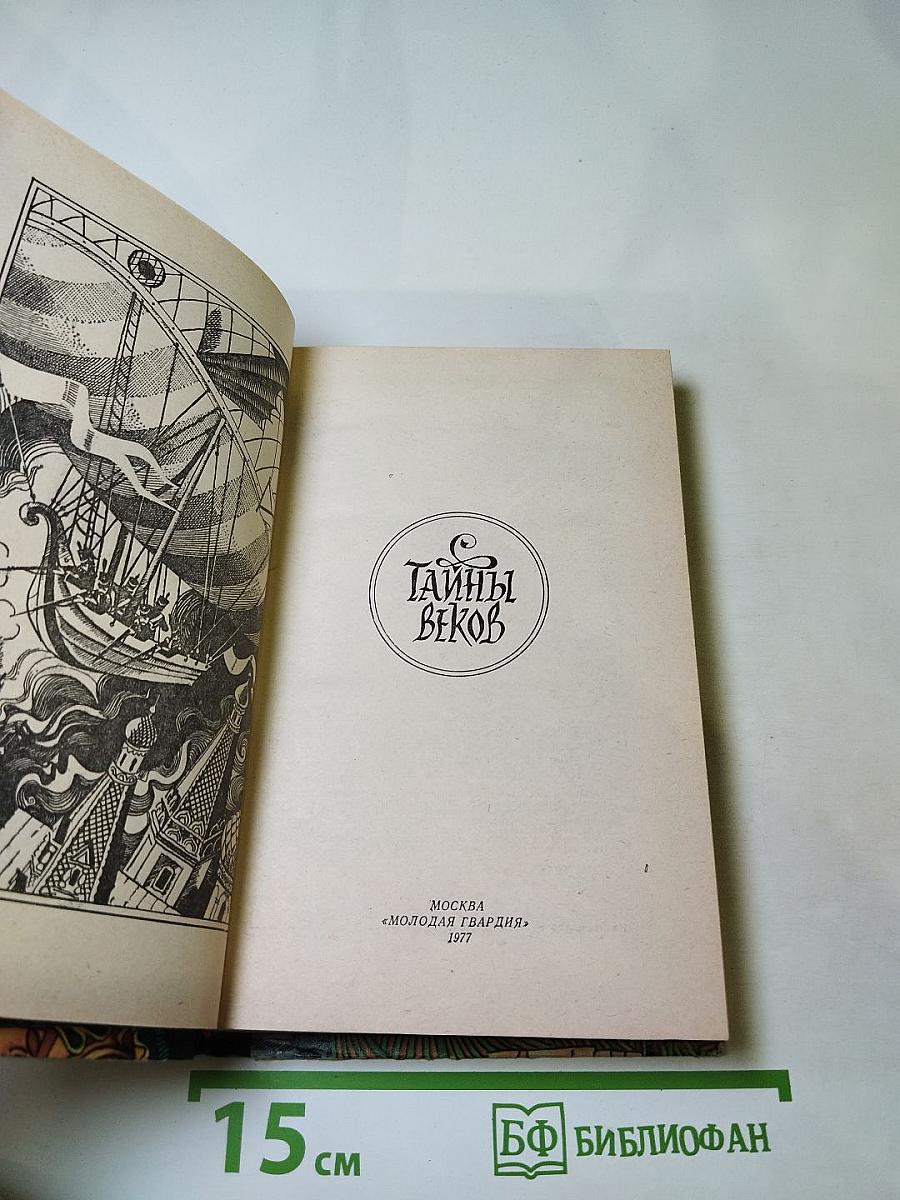 ТАЙНЫ
ВЕКОВ
МОСКВА
«МОЛОДАЯ ГВАРДИЯ»
1977
15 см
БФ БИБЛИОФАН